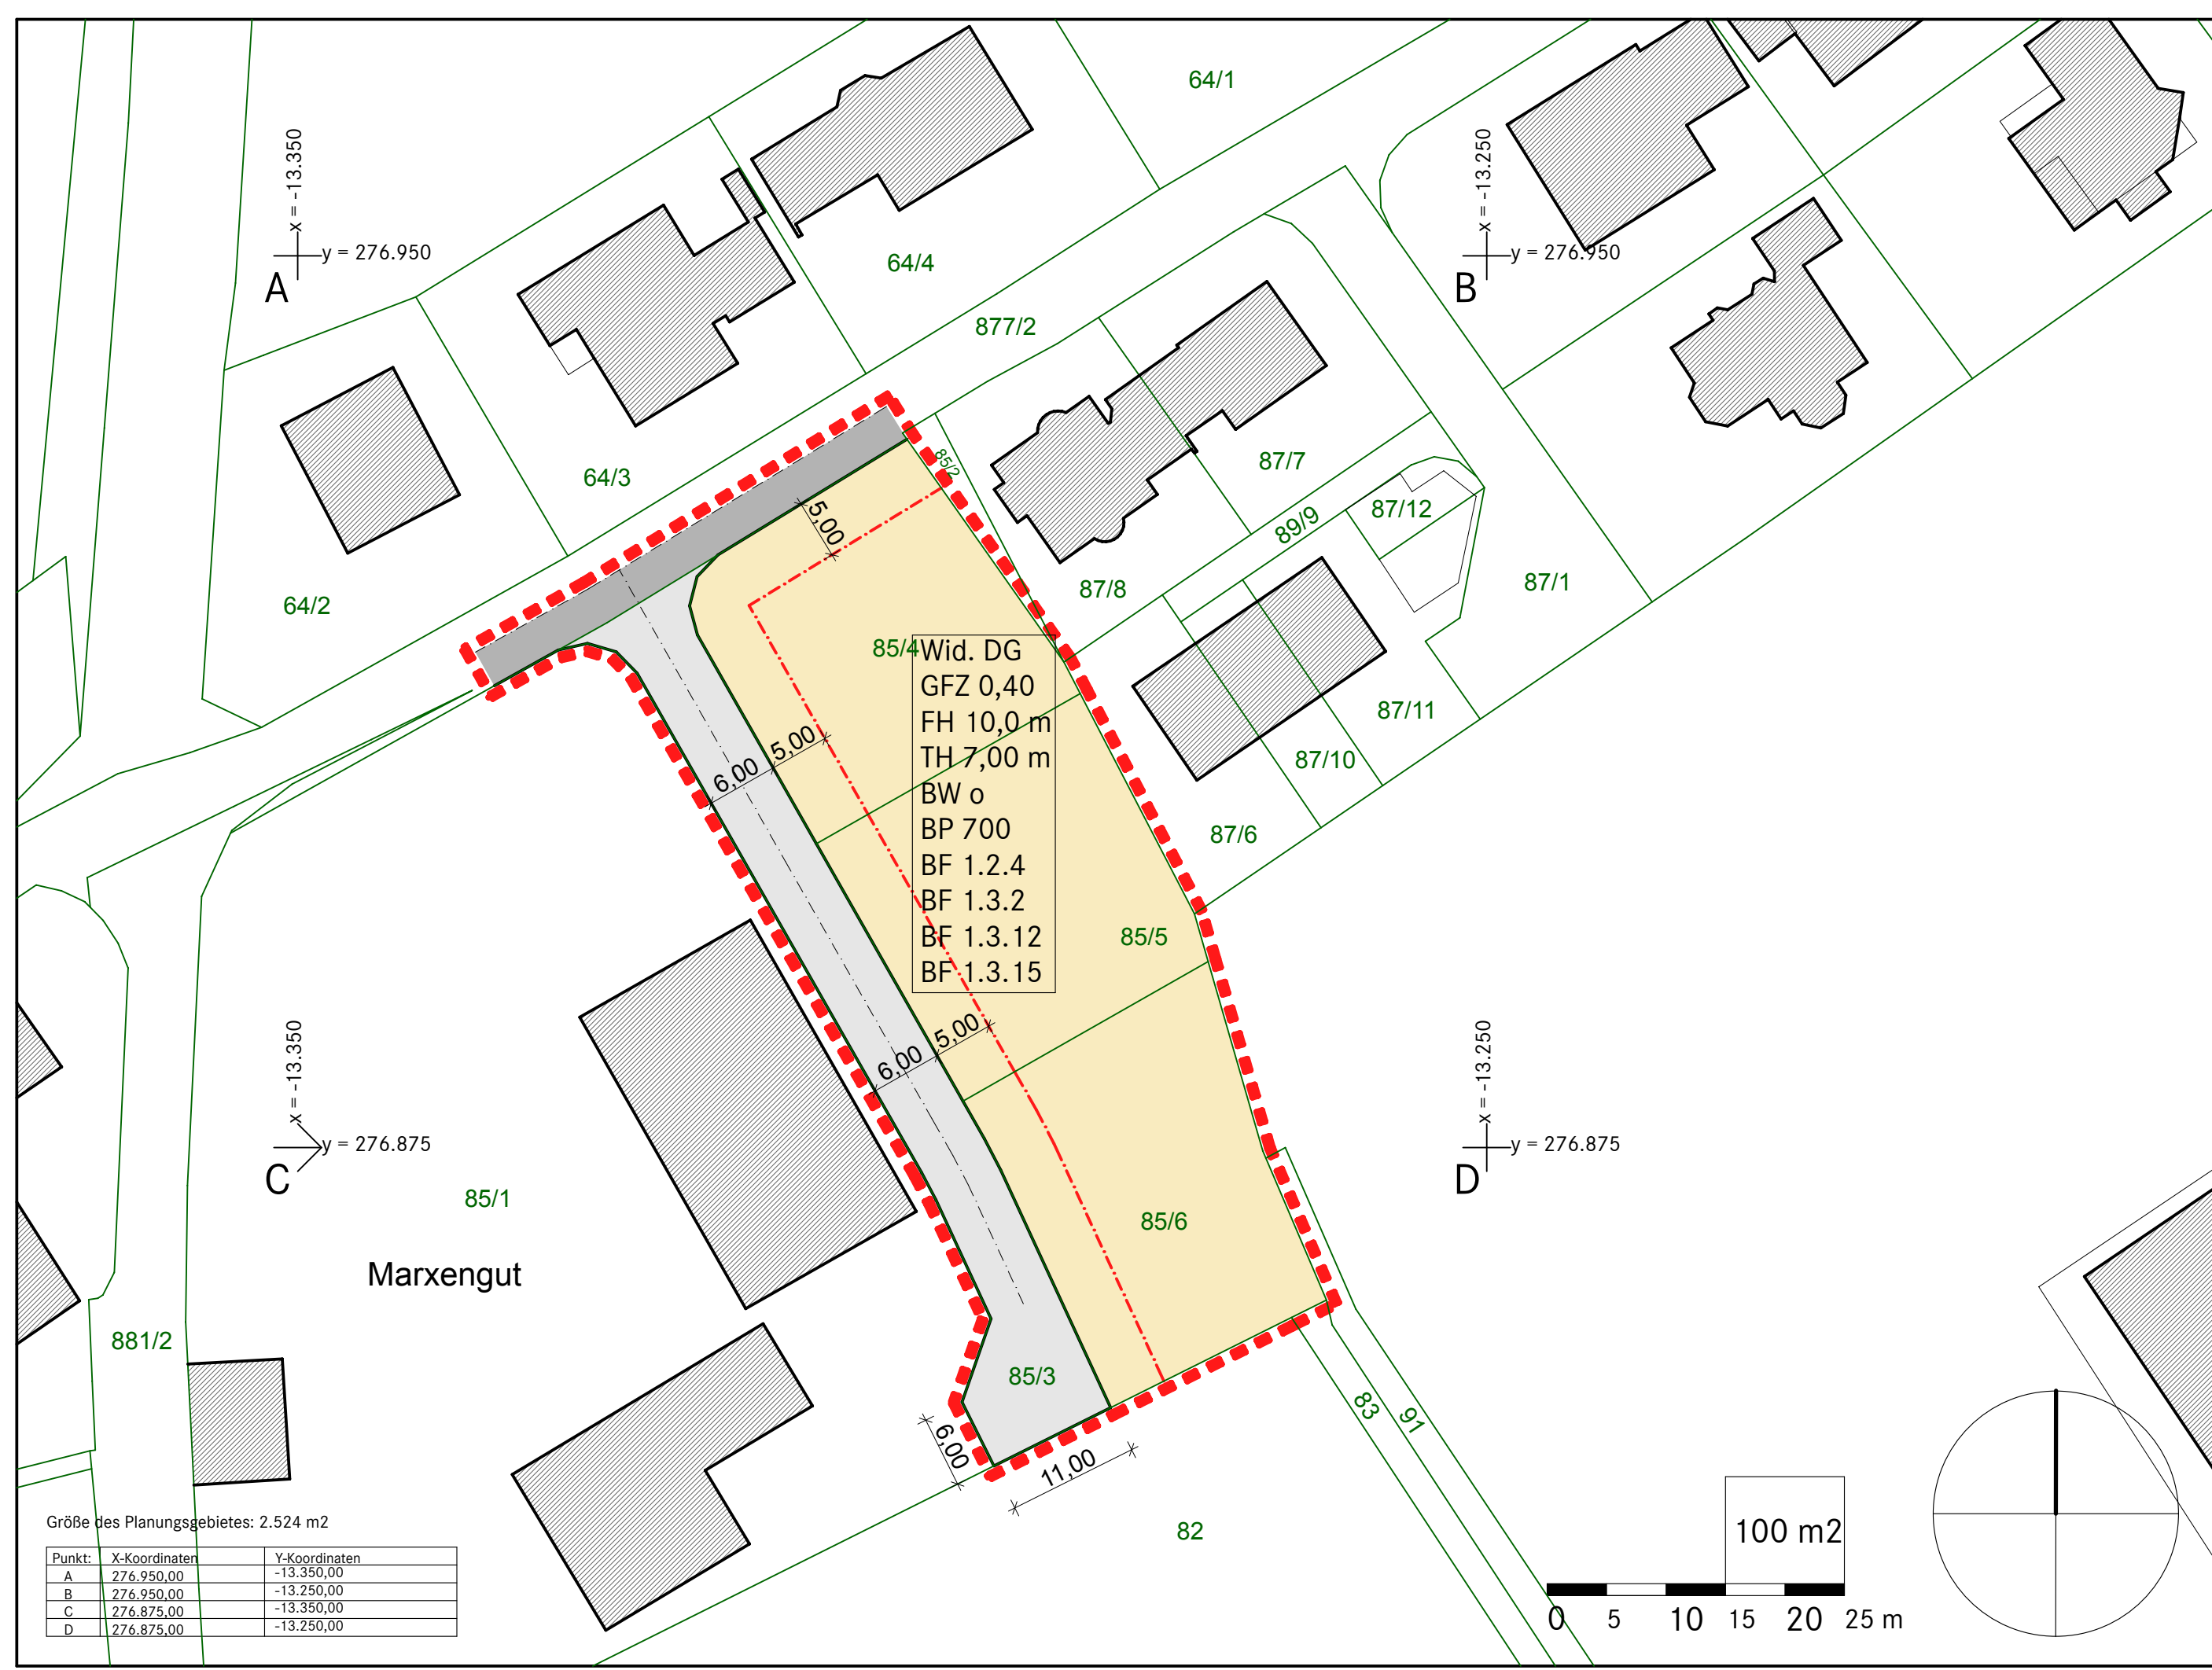 64/1
x = -13.350
y = 276.950
A
x = -13.250
y = 276.950
B
64/4
877/2
64/3
85/2
87/7
87/12
89/9
64/2
87/8
87/1
5,00
85/4
Wid. DG
GFZ 0,40
FH 10,0 m
TH 7,00 m
BW o
BP 700
BF 1.2.4
BF 1.3.2
BF 1.3.12
BF 1.3.15
87/11
87/10
87/6
6,00
5,00
85/5
6,00
5,00
x = -13.350
y = 276.875
C
x = -13.250
y = 276.875
D
85/1
85/6
Marxengut
881/2
85/3
83
91
6,00
11,00
82
Größe des Planungsgebietes: 2.524 m2
Punkt: X-Koordinaten Y-Koordinaten
A 276.950,00 -13.350,00
B 276.950,00 -13.250,00
C 276.875,00 -13.350,00
D 276.875,00 -13.250,00
100 m2
0 5 10 15 20 25 m